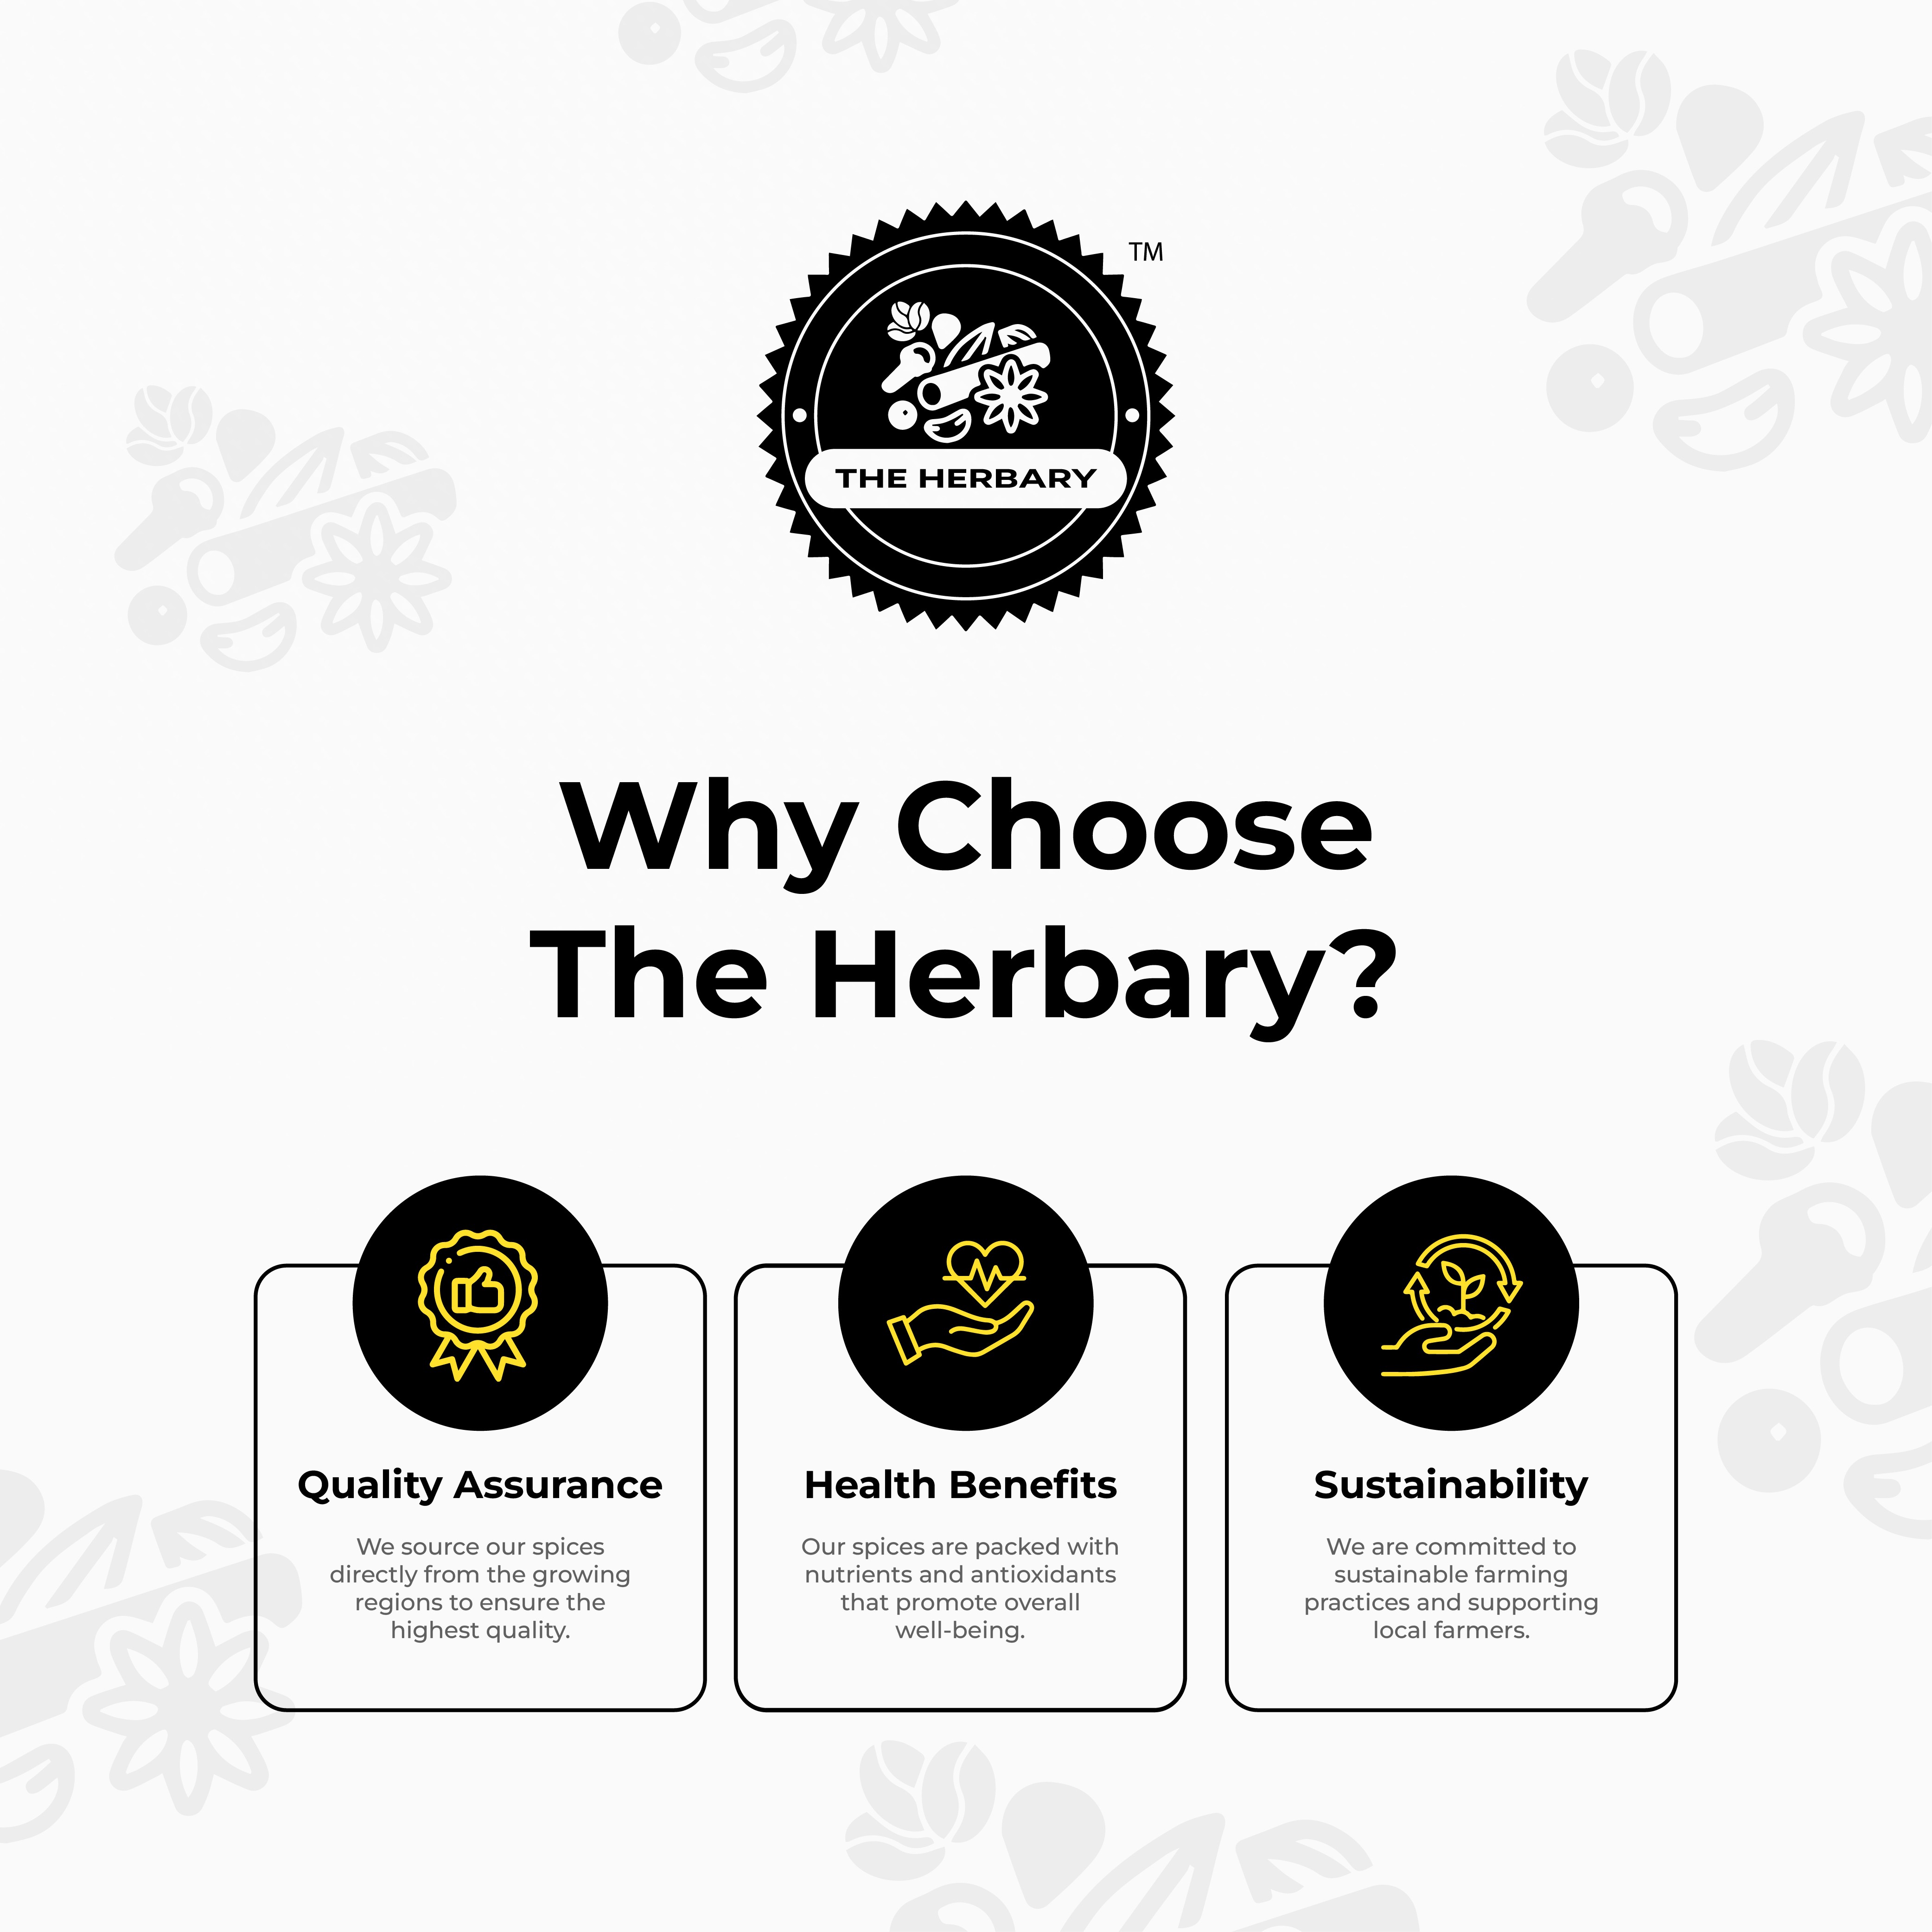 TM
THE HERBARY
Why Choose
The Herbary?
Quality Assurance
We source our spices
directly from the growing
regions to ensure the
highest quality.
Health Benefits
Our spices are packed with
nutrients and antioxidants
that promote overall
well-being.
Sustainability
We are committed to
sustainable farming
practices and supporting
local farmers.